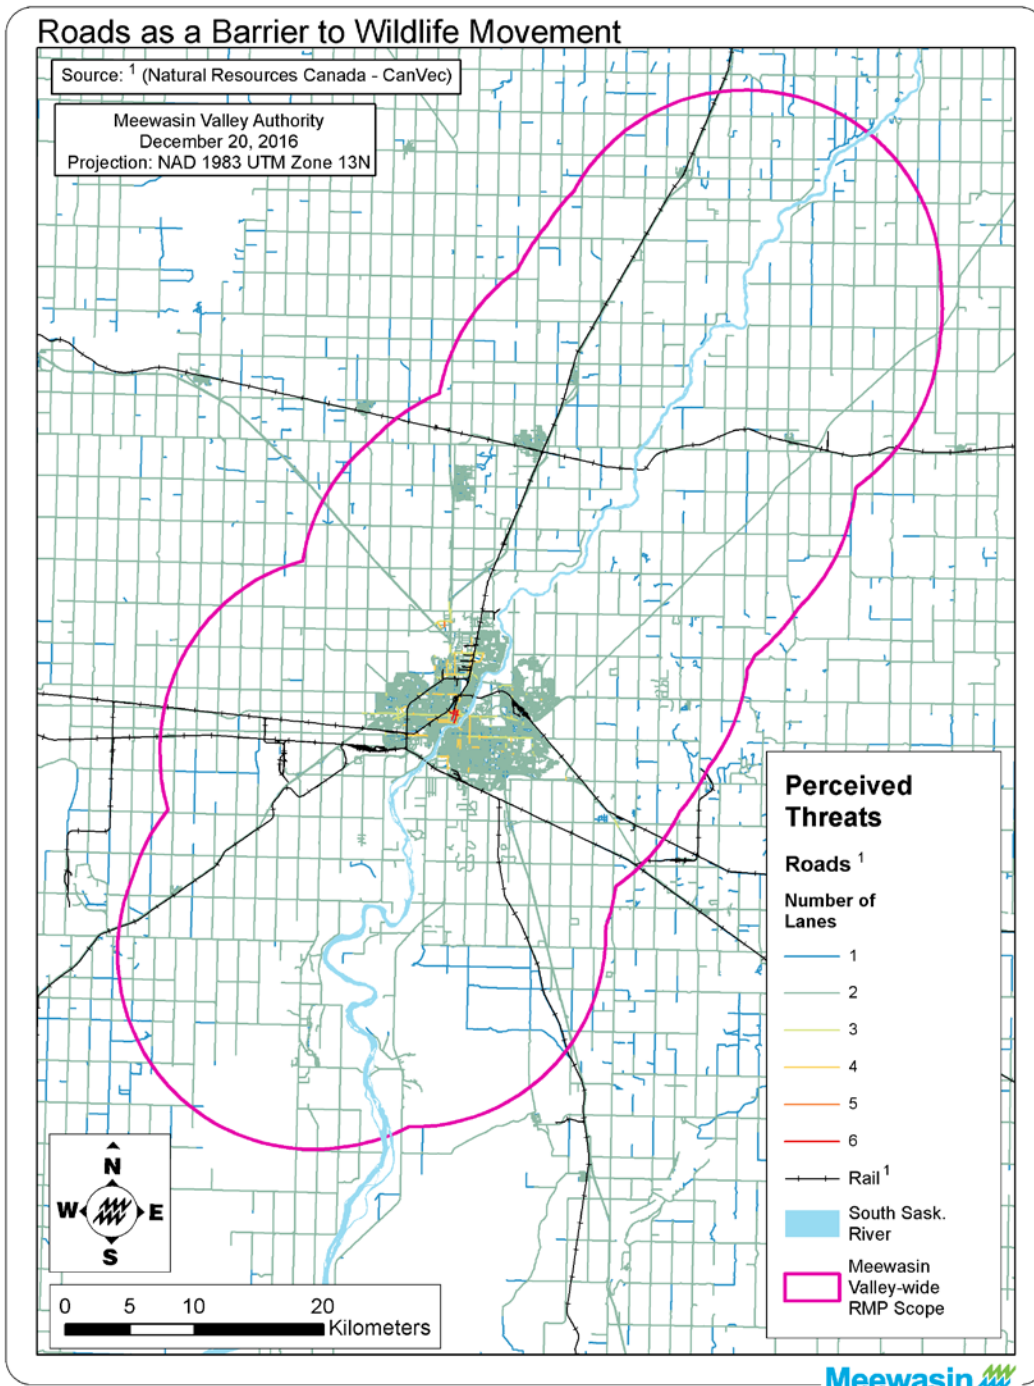 Roads as a Barrier to Wildlife Movement
Source: 1 (Natural Resources Canada - CanVec)
Meewasin Valley Authority
December 20, 2016
Projection: NAD 1983 UTM Zone 13N
Perceived
Threats
Roads 1
Number of
Lanes
1
2
3
4
5
6
Rail 1
South Sask.
River
Meewasin
Valley-wide
RMP Scope
N
W E
S
0 5 10 20
Kilometers
Meewasin